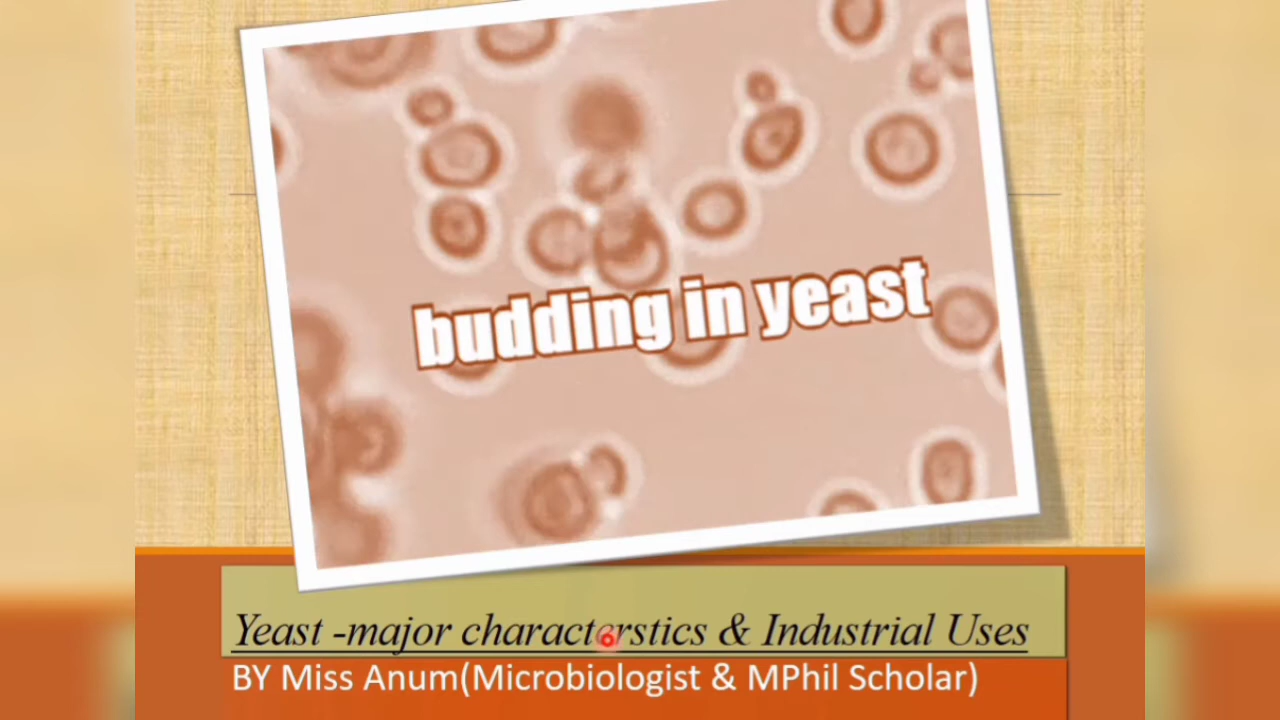 budding in yeast
Yeast -major characterstics & Industrial Uses
BY Miss Anum(Microbiologist & MPhil Scholar)